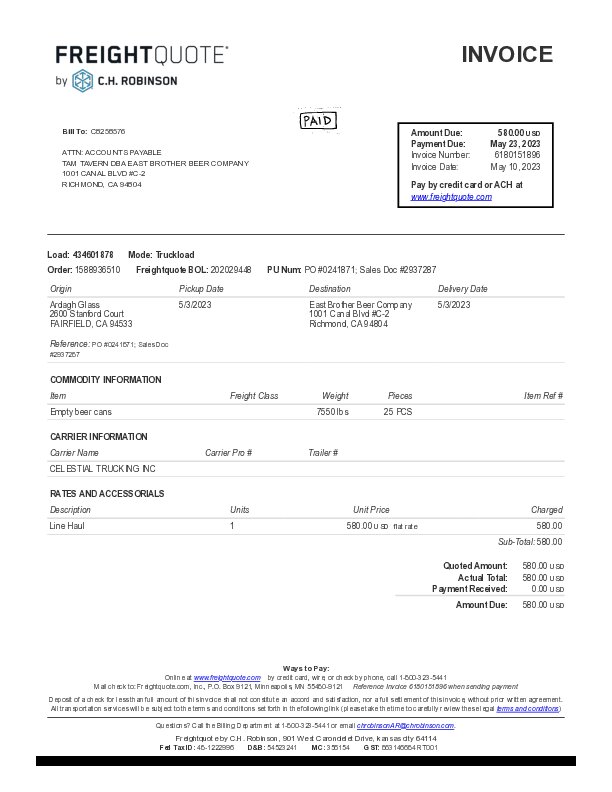 FREIGHTQUOTE
by C.H. ROBINSON
INVOICE
PAID
Bill To: C8258576
ATTN: ACCOUNTS PAYABLE
TAM TAVERN DBA EAST BROTHER BEER COMPANY
1001 CANAL BLVD #C-2
RICHMOND, CA 94804
Amount Due: 580.00 USD
Payment Due: May 23, 2023
Invoice Number: 6180151896
Invoice Date: May 10, 2023
Pay by credit card or ACH at
www.freightquote.com
Load: 434601878 Mode: Truckload
Order: 1588936510 Freightquote BOL: 202029448 PU Num: PO #0241871; Sales Doc #2937287
Origin Pickup Date Destination Delivery Date
Ardagh Glass 5/3/2023 East Brother Beer Company 5/3/2023
2600 Stanford Court 1001 Canal Blvd #C-2
FAIRFIELD, CA 94533 Richmond, CA 94804
Reference: PO #0241871; Sales Doc
#2937287
COMMODITY INFORMATION
Item Freight Class Weight Pieces Item Ref #
Empty beer cans 7550 lbs 25 PCS
CARRIER INFORMATION
Carrier Name Carrier Pro # Trailer #
CELESTIAL TRUCKING INC
RATES AND ACCESSORIALS
Description Units Unit Price Charged
Line Haul 1 580.00 USD flat rate 580.00
Sub-Total: 580.00
Quoted Amount: 580.00 USD
Actual Total: 580.00 USD
Payment Received: 0.00 USD
Amount Due: 580.00 USD
Ways to Pay:
Online at www.freightquote.com by credit card, wire, or check by phone, call 1-800-323-5441
Mail check to: Freightquote.com, Inc., P.O. Box 9121, Minneapolis, MN 55480-9121 Reference Invoice 6180151896 when sending payment
Deposit of a check for less than full amount of this invoice shall not constitute an accord and satisfaction, nor a full settlement of this invoice, without prior written agreement.
All transportation services will be subject to the terms and conditions set forth in the following link (please take the time to carefully review these legal terms and conditions)
Questions? Call the Billing Department at 1-800-323-5441 or email chrobinsonAR@chrobinson.com.
Freightquote by C.H. Robinson, 901 West Carondelet Drive, kansas city 64114
Fed Tax ID: 48-1222996 D&B: 54523241 MC: 355154 GST: 863146684 RT001